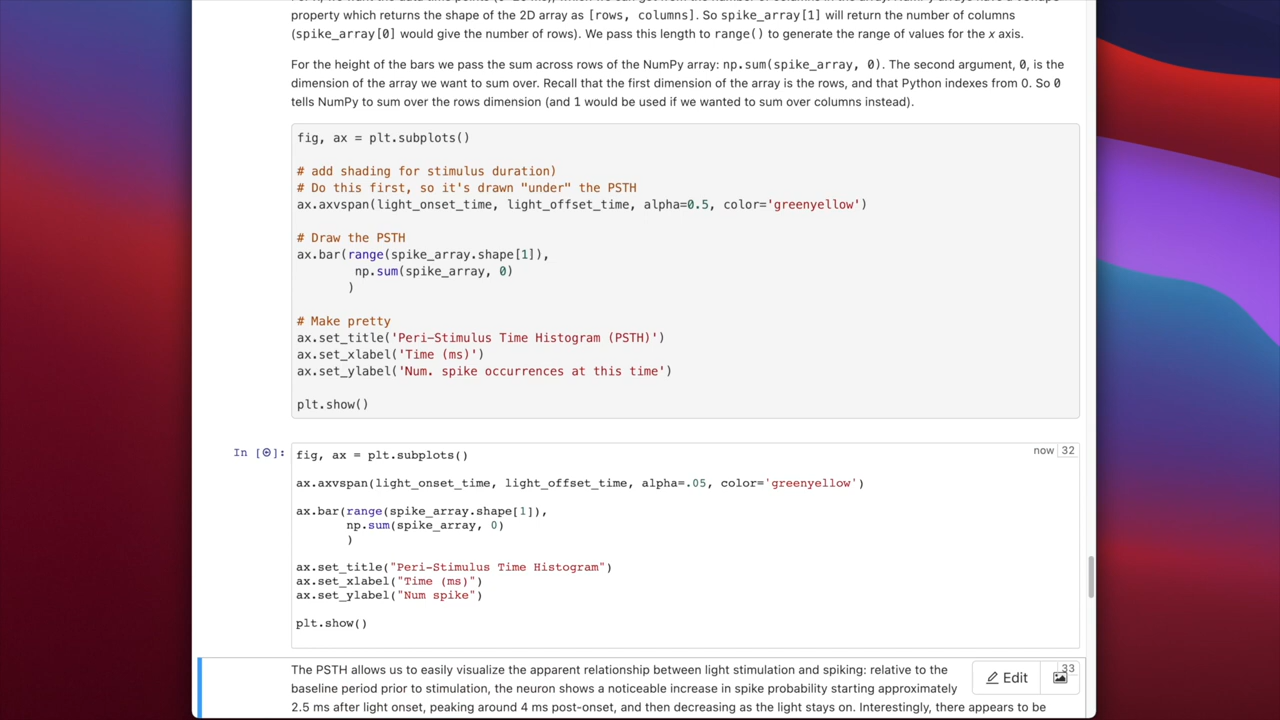 property which returns the shape of the 2D array as [rows, columns]. So spike_array[1] will return the number of columns
(spike_array[0] would give the number of rows). We pass this length to range() to generate the range of values for the x axis.
For the height of the bars we pass the sum across rows of the NumPy array: np.sum(spike_array, 0). The second argument, 0, is the
dimension of the array we want to sum over. Recall that the first dimension of the array is the rows, and that Python indexes from 0. So 0
tells NumPy to sum over the rows dimension (and 1 would be used if we wanted to sum over columns instead).
fig, ax = plt.subplots()
# add shading for stimulus duration)
# Do this first, so it's drawn "under" the PSTH
ax.axvspan(light_onset_time, light_offset_time, alpha=0.5, color='greenyellow')
# Draw the PSTH
ax.bar(range(spike_array.shape[1]),
np.sum(spike_array, 0)
)
# Make pretty
ax.set_title('Peri-Stimulus Time Histogram (PSTH)')
ax.set_xlabel('Time (ms)')
ax.set_ylabel('Num. spike occurrences at this time')
plt.show()
In [⊙]:
now 32
fig, ax = plt.subplots()
ax.axvspan(light_onset_time, light_offset_time, alpha=.05, color='greenyellow')
ax.bar(range(spike_array.shape[1]),
np.sum(spike_array, 0)
)
ax.set_title("Peri-Stimulus Time Histogram")
ax.set_xlabel("Time (ms)")
ax.set_ylabel("Num spike")
plt.show()
The PSTH allows us to easily visualize the apparent relationship between light stimulation and spiking: relative to the
baseline period prior to stimulation, the neuron shows a noticeable increase in spike probability starting approximately
2.5 ms after light onset, peaking around 4 ms post-onset, and then decreasing as the light stays on. Interestingly, there appears to be
33
Edit